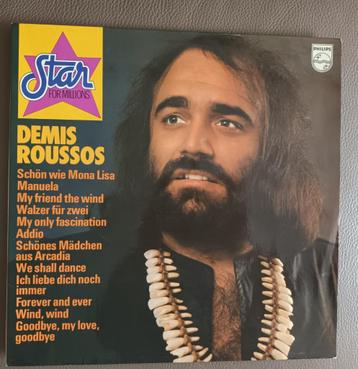 Star
FOR MILLIONS
PHILIPS
DEMIS
ROUSSOS
Schön wie Mona Lisa
Manuela
My friend the wind
Walzer für zwei
My only fascination
Addio
Schönes Mädchen
aus Arcadia
We shall dance
Ich liebe dich noch
immer
Forever and ever
Wind, wind
Goodbye, my love,
goodbye